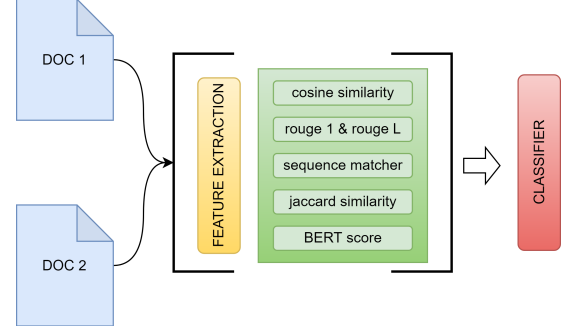 DOC 1
DOC 2
FEATURE EXTRACTION
cosine similarity
rouge 1 & rouge L
sequence matcher
jaccard similarity
BERT score
CLASSIFIER